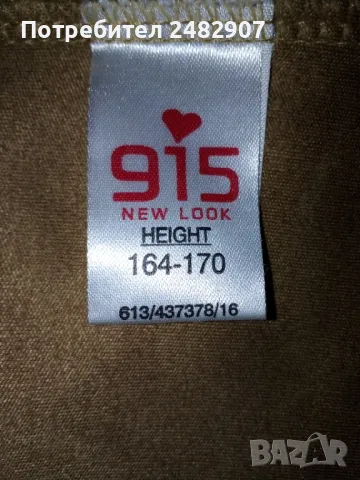 Потребител 2482907
915
NEW LOOK
HEIGHT
164-170
613/437378/16
BAZAR